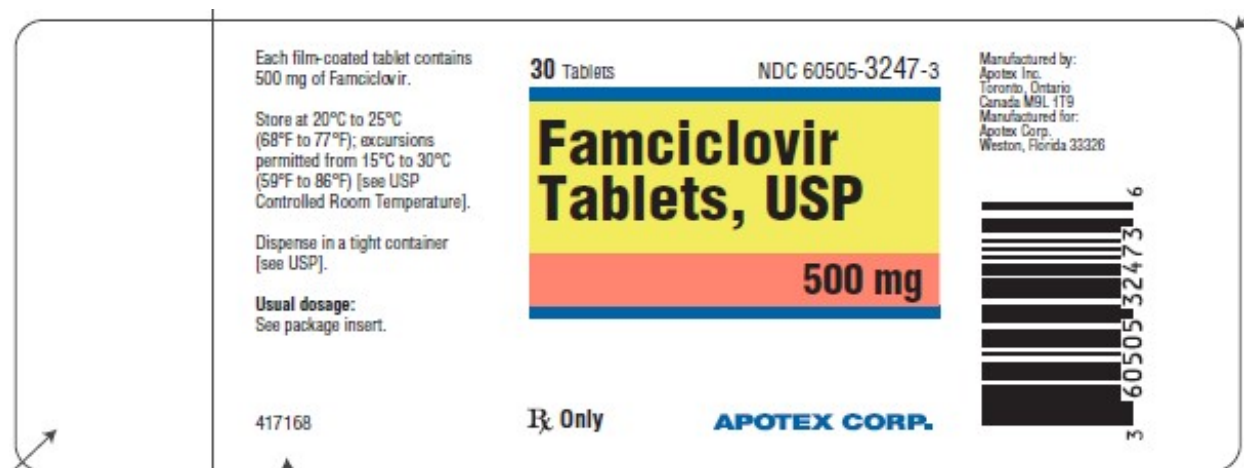 Each film-coated tablet contains
500 mg of Famciclovir.
Store at 20°C to 25°C
(68°F to 77°F); excursions
permitted from 15°C to 30°C
(59°F to 86°F) [see USP
Controlled Room Temperature].
Dispense in a tight container
[see USP].
Usual dosage:
See package insert.
417168
30 Tablets NDC 60505-3247-3
Famciclovir
Tablets, USP
500 mg
℞ Only APOTEX CORP.
Manufactured by:
Apotex Inc.
Toronto, Ontario
Canada M9L 1T9
Manufactured for:
Apotex Corp.
Weston, Florida 33326
3 60505 32473 6